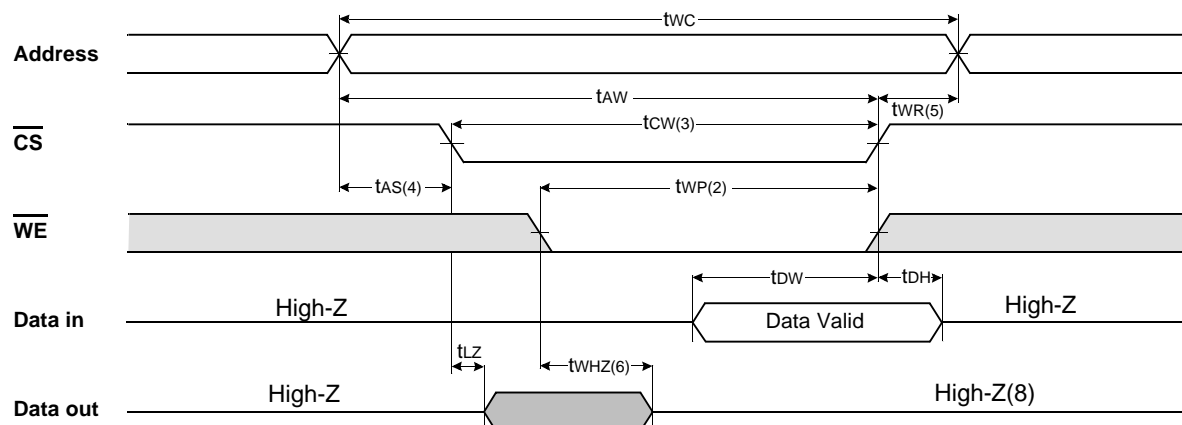 tWC
Address
tAW
tWR(5)
tCW(3)
CS
tAS(4)
tWP(2)
WE
tDW
tDH
High-Z
Data Valid
High-Z
Data in
tLZ
tWHZ(6)
High-Z
High-Z(8)
Data out